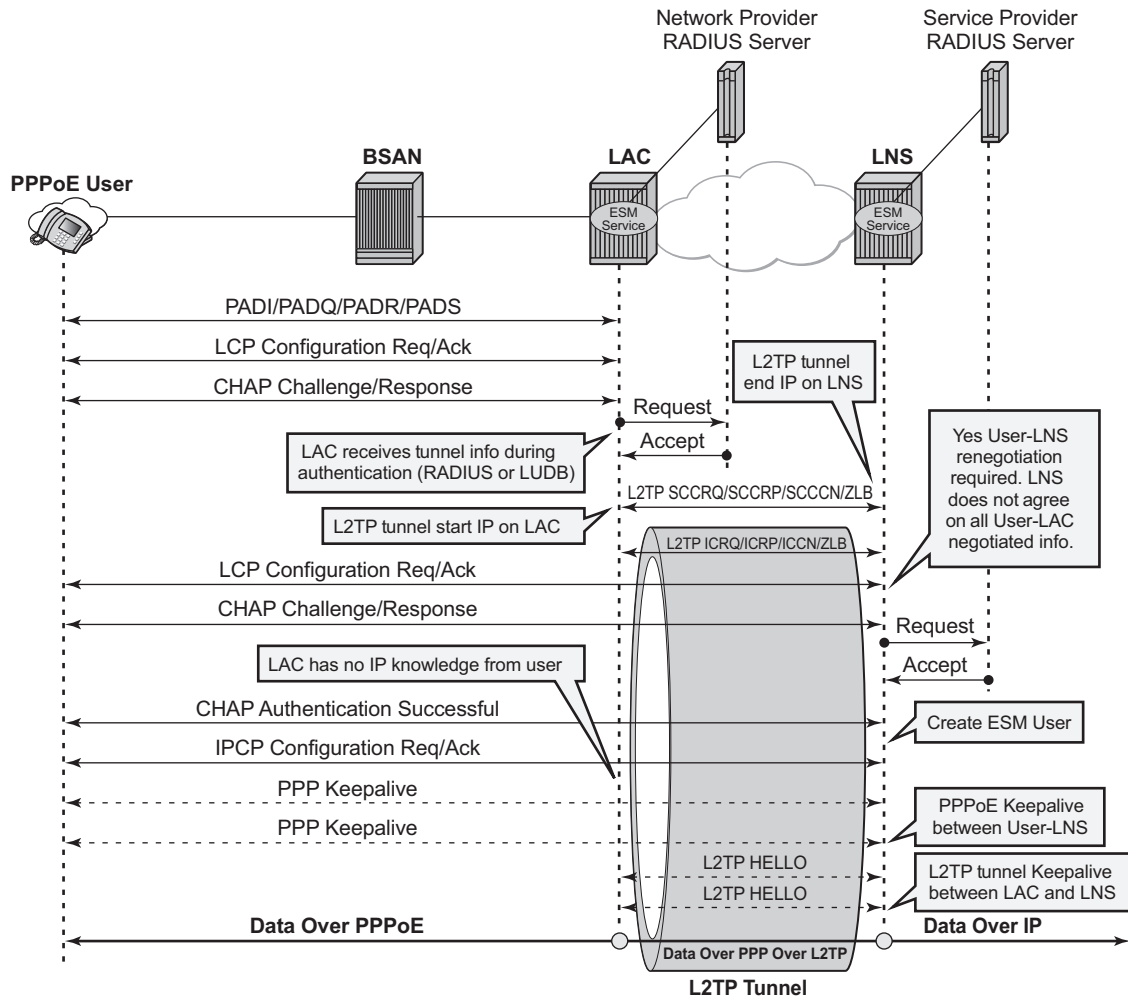 Network Provider
RADIUS Server
Service Provider
RADIUS Server
PPPoE User
BSAN
LAC
LNS
ESM
Service
ESM
Service
PADI/PADQ/PADR/PADS
LCP Configuration Req/Ack
CHAP Challenge/Response
L2TP tunnel
end IP on LNS
Request
Accept
LAC receives tunnel info during
authentication (RADIUS or LUDB)
Yes User-LNS
renegotiation
required. LNS
does not agree
on all User-LAC
negotiated info.
L2TP SCCRQ/SCCRP/SCCCN/ZLB
L2TP tunnel start IP on LAC
L2TP ICRQ/ICRP/ICCN/ZLB
LCP Configuration Req/Ack
CHAP Challenge/Response
Request
Accept
LAC has no IP knowledge from user
CHAP Authentication Successful
Create ESM User
IPCP Configuration Req/Ack
PPP Keepalive
PPP Keepalive
PPPoE Keepalive
between User-LNS
L2TP HELLO
L2TP HELLO
L2TP tunnel Keepalive
between LAC and LNS
Data Over PPPoE
Data Over IP
Data Over PPP Over L2TP
L2TP Tunnel